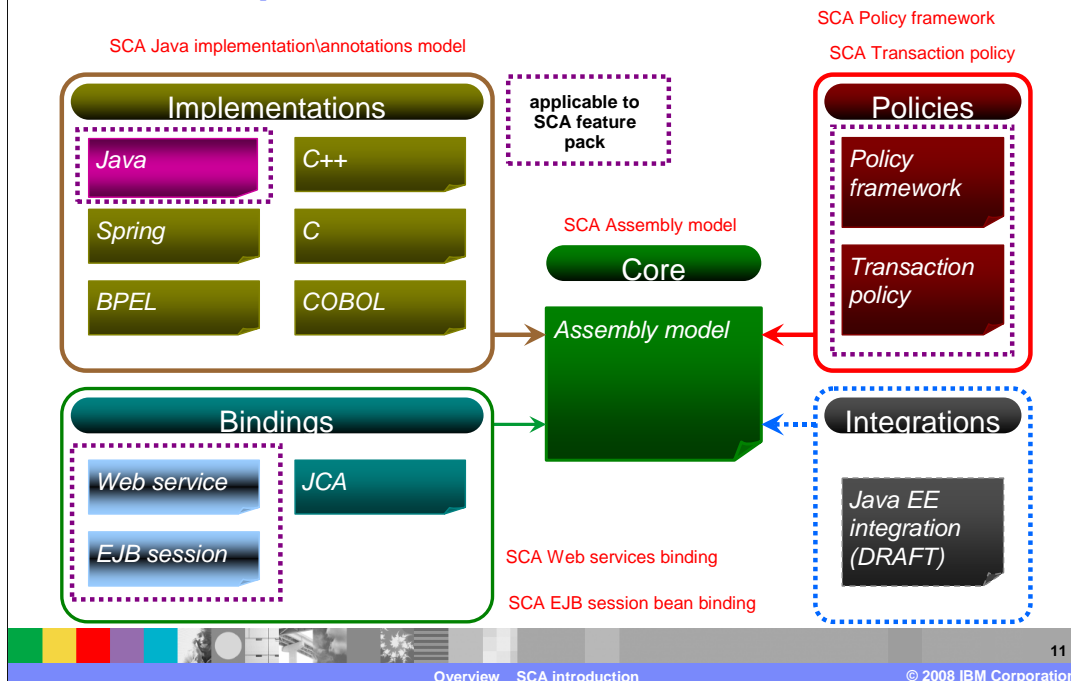 SCA Policy framework
SCA Java implementation\annotations model
SCA Transaction policy
Implementations
applicable to
SCA feature
pack
Policies
Java
C++
Policy
framework
Spring
C
SCA Assembly model
Core
Transaction
policy
BPEL
COBOL
Assembly model
Bindings
Integrations
Web service
JCA
Java EE
integration
(DRAFT)
EJB session
SCA Web services binding
SCA EJB session bean binding
11
Overview SCA introduction
© 2008 IBM Corporation